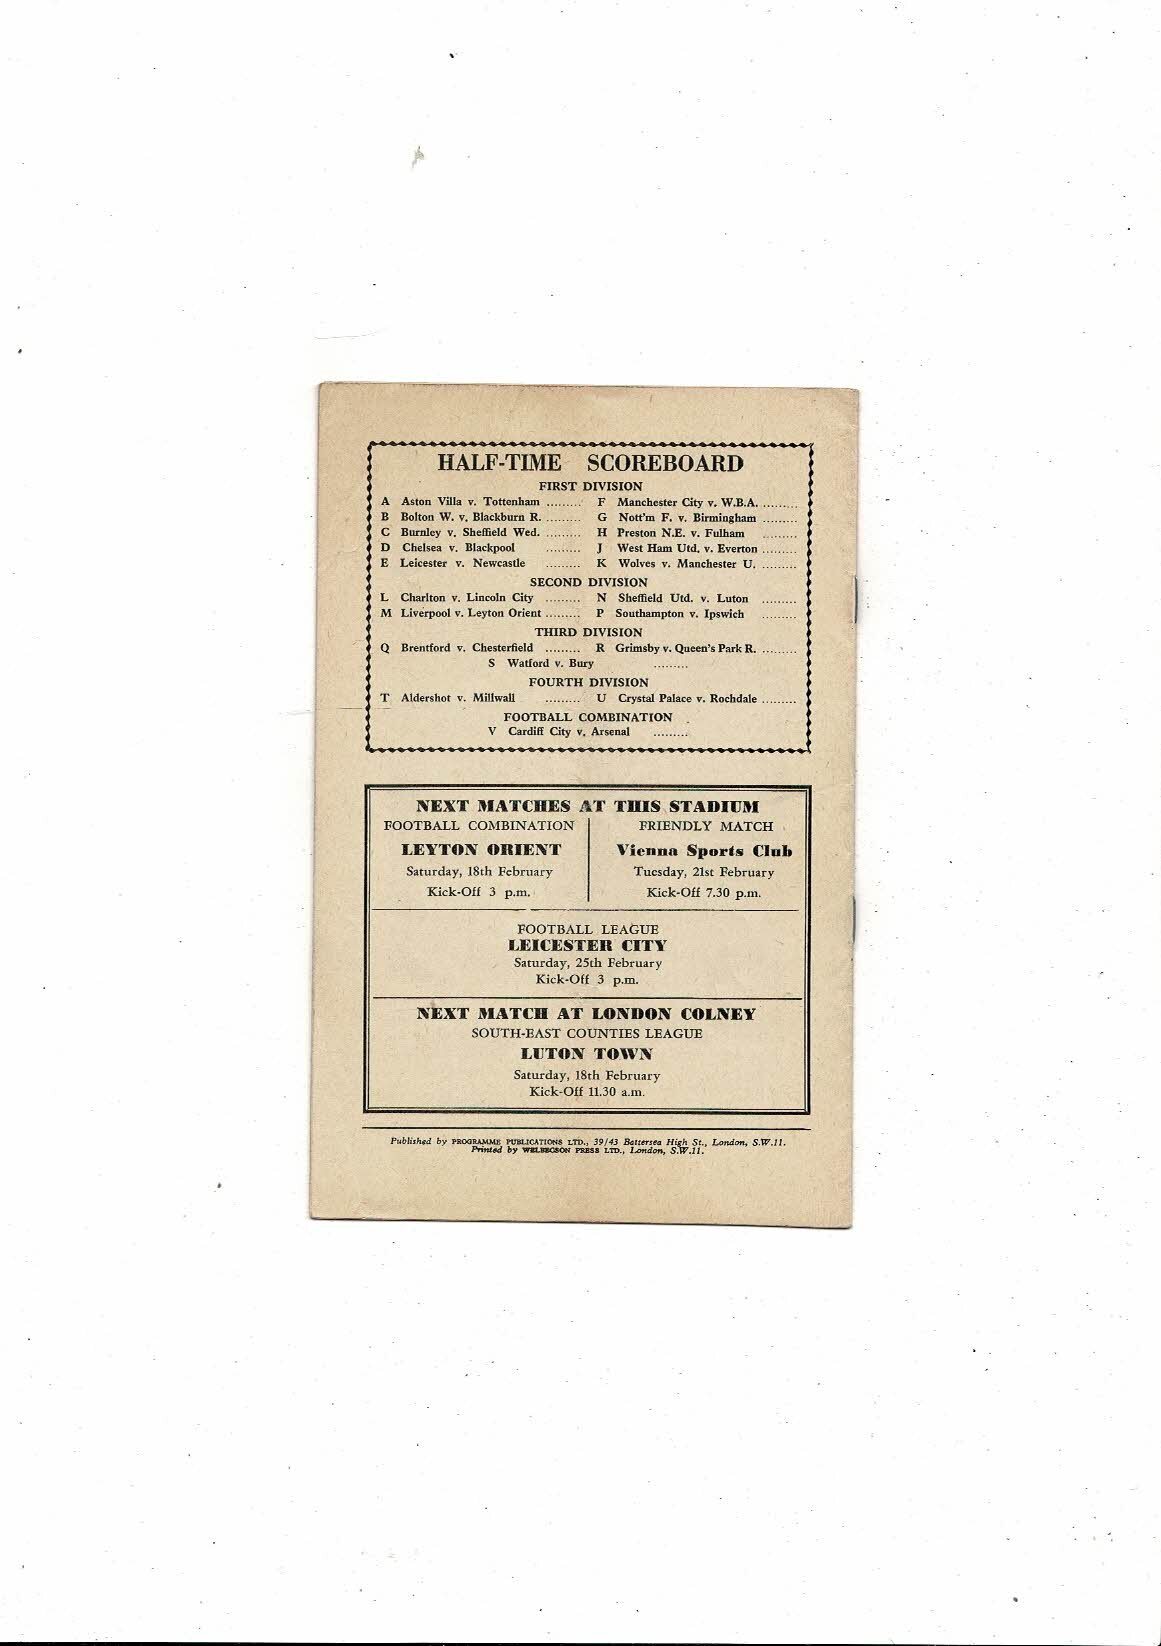 HALF-TIME SCOREBOARD
FIRST DIVISION
A Aston Villa v. Tottenham ......... F Manchester City v. W.B.A. .........
B Bolton W. v. Blackburn R. ......... G Nott'm F. v. Birmingham .........
C Burnley v. Sheffield Wed. ......... H Preston N.E. v. Fulham .........
D Chelsea v. Blackpool ......... J West Ham Utd. v. Everton .........
E Leicester v. Newcastle ......... K Wolves v. Manchester U. .........
SECOND DIVISION
L Charlton v. Lincoln City ......... N Sheffield Utd. v. Luton .........
M Liverpool v. Leyton Orient ......... P Southampton v. Ipswich .........
THIRD DIVISION
Q Brentford v. Chesterfield ......... R Grimsby v. Queen's Park R. .........
S Watford v. Bury .........
FOURTH DIVISION
T Aldershot v. Millwall ......... U Crystal Palace v. Rochdale .........
FOOTBALL COMBINATION
V Cardiff City v. Arsenal .........
NEXT MATCHES AT THIS STADIUM
FOOTBALL COMBINATION
LEYTON ORIENT
Saturday, 18th February
Kick-Off 3 p.m.
FRIENDLY MATCH
Vienna Sports Club
Tuesday, 21st February
Kick-Off 7.30 p.m.
FOOTBALL LEAGUE
LEICESTER CITY
Saturday, 25th February
Kick-Off 3 p.m.
NEXT MATCH AT LONDON COLNEY
SOUTH-EAST COUNTIES LEAGUE
LUTON TOWN
Saturday, 18th February
Kick-Off 11.30 a.m.
Published by PROGRAMME PUBLICATIONS LTD., 39/43 Battersea High St., London, S.W.11.
Printed by WELBECSON PRESS LTD., London, S.W.11.